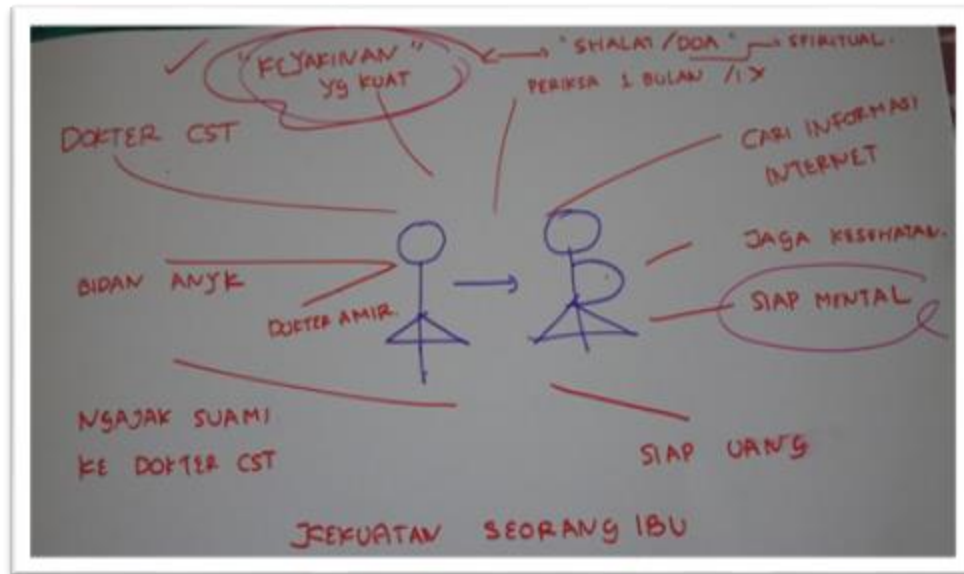 "KEYAKINAN"
Yg KUAT
"SHALAT/DOA" → SPIRITUAL.
PERIKSA 1 BULAN /1X
DOKTER CST
CARI INFORMASI
INTERNET
BIDAN ANYK
DOKTER AMIR.
JAGA KESEHATAN.
SIAP MENTAL
NGAJAK SUAMI
KE DOKTER CST
SIAP UANG
KEKUATAN SEORANG IBU